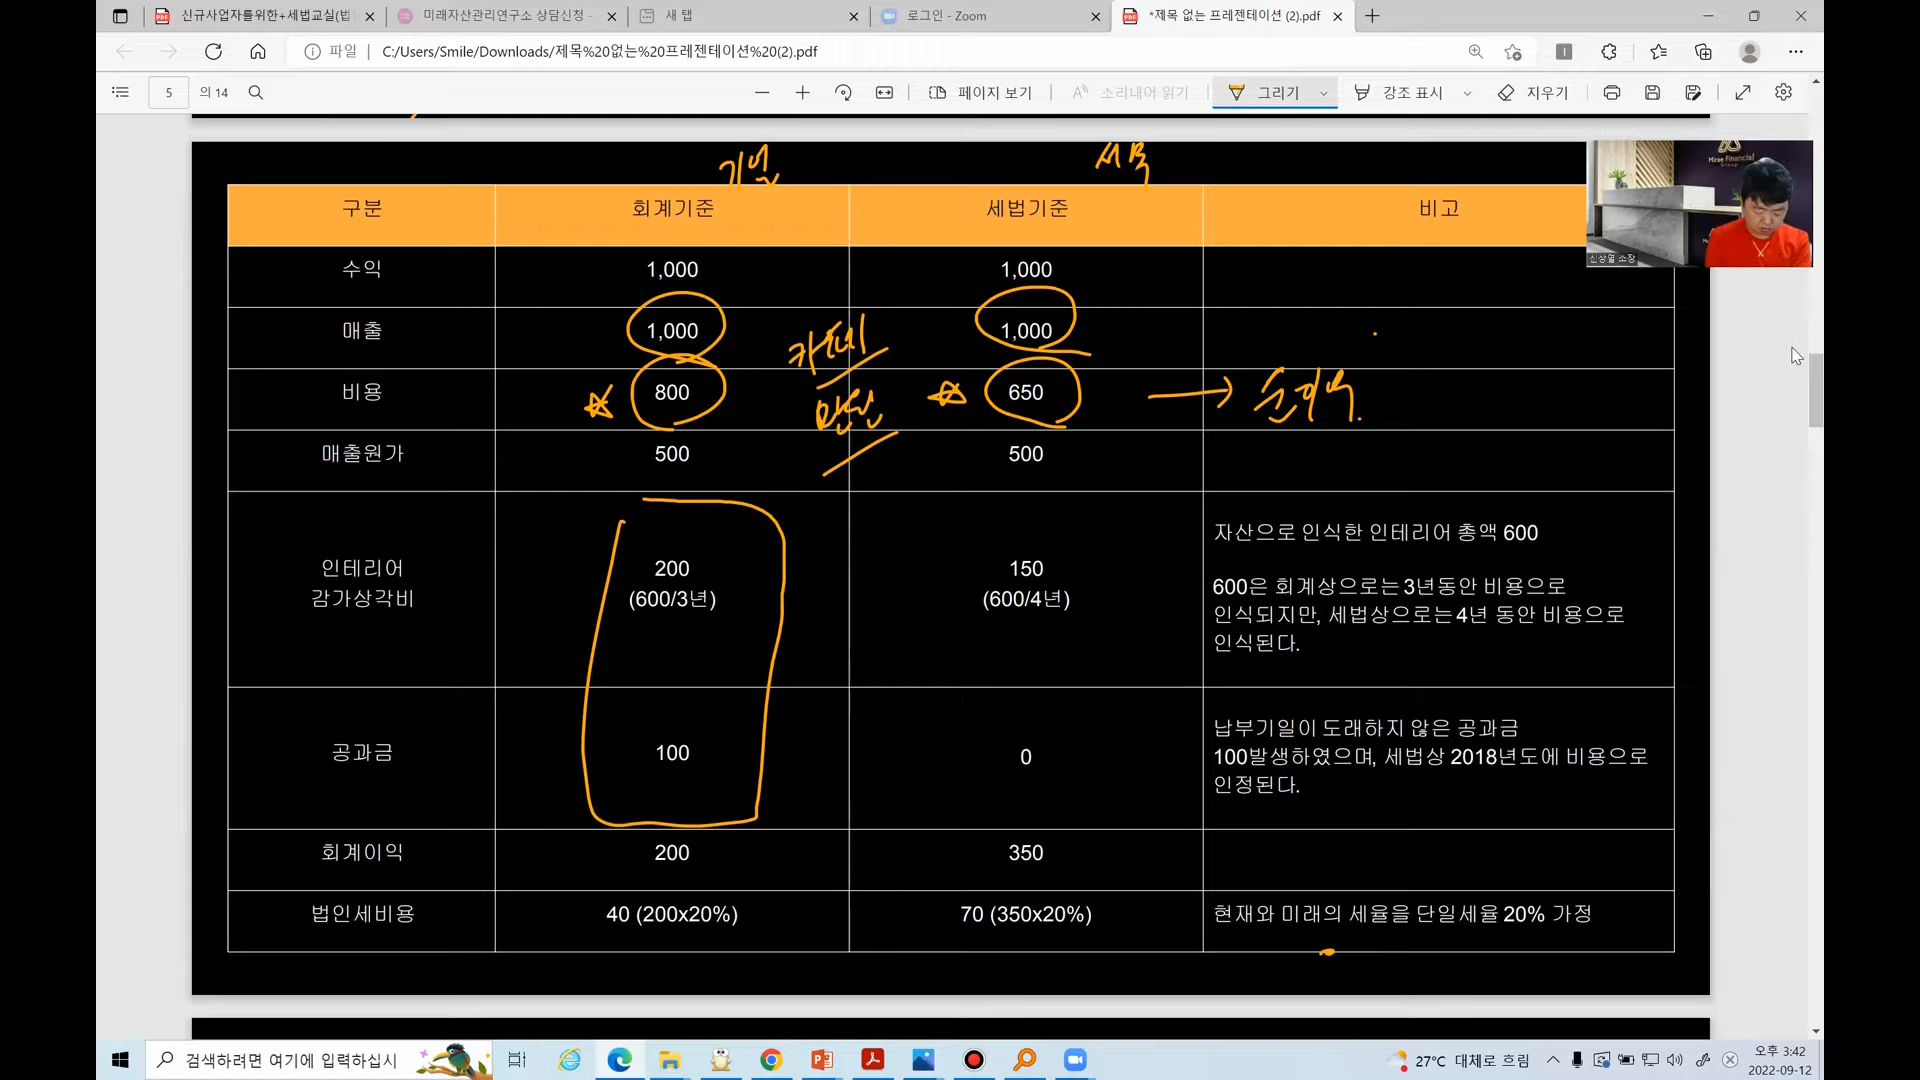 신규사업자를위한+세법교실(법
미래자산관리연구소 상담신청 -
새 탭
로그인 - Zoom
*제목 없는 프레젠테이션 (2).pdf
파일
C:/Users/Smile/Downloads/제목%20없는%20프레젠테이션%20(2).pdf
5 의 14
페이지 보기
소리내어 읽기
그리기
강조 표시
지우기
기업
Mirae Financial
Group
신상열 소장
구분 회계기준 세법기준 비고
수익 1,000 1,000
매출 1,000 1,000
비용 800 650
매출원가 500 500
인테리어
감가상각비
200
(600/3년)
150
(600/4년)
자산으로 인식한 인테리어 총액 600
600은 회계상으로는 3년동안 비용으로
인식되지만, 세법상으로는 4년 동안 비용으로
인식된다.
공과금 100 0
납부기일이 도래하지 않은 공과금
100발생하였으며, 세법상 2018년도에 비용으로
인정된다.
회계이익 200 350
법인세비용 40 (200x20%) 70 (350x20%) 현재와 미래의 세율을 단일세율 20% 가정
검색하려면 여기에 입력하십시
27°C 대체로 흐림
오후 3:42
2022-09-12